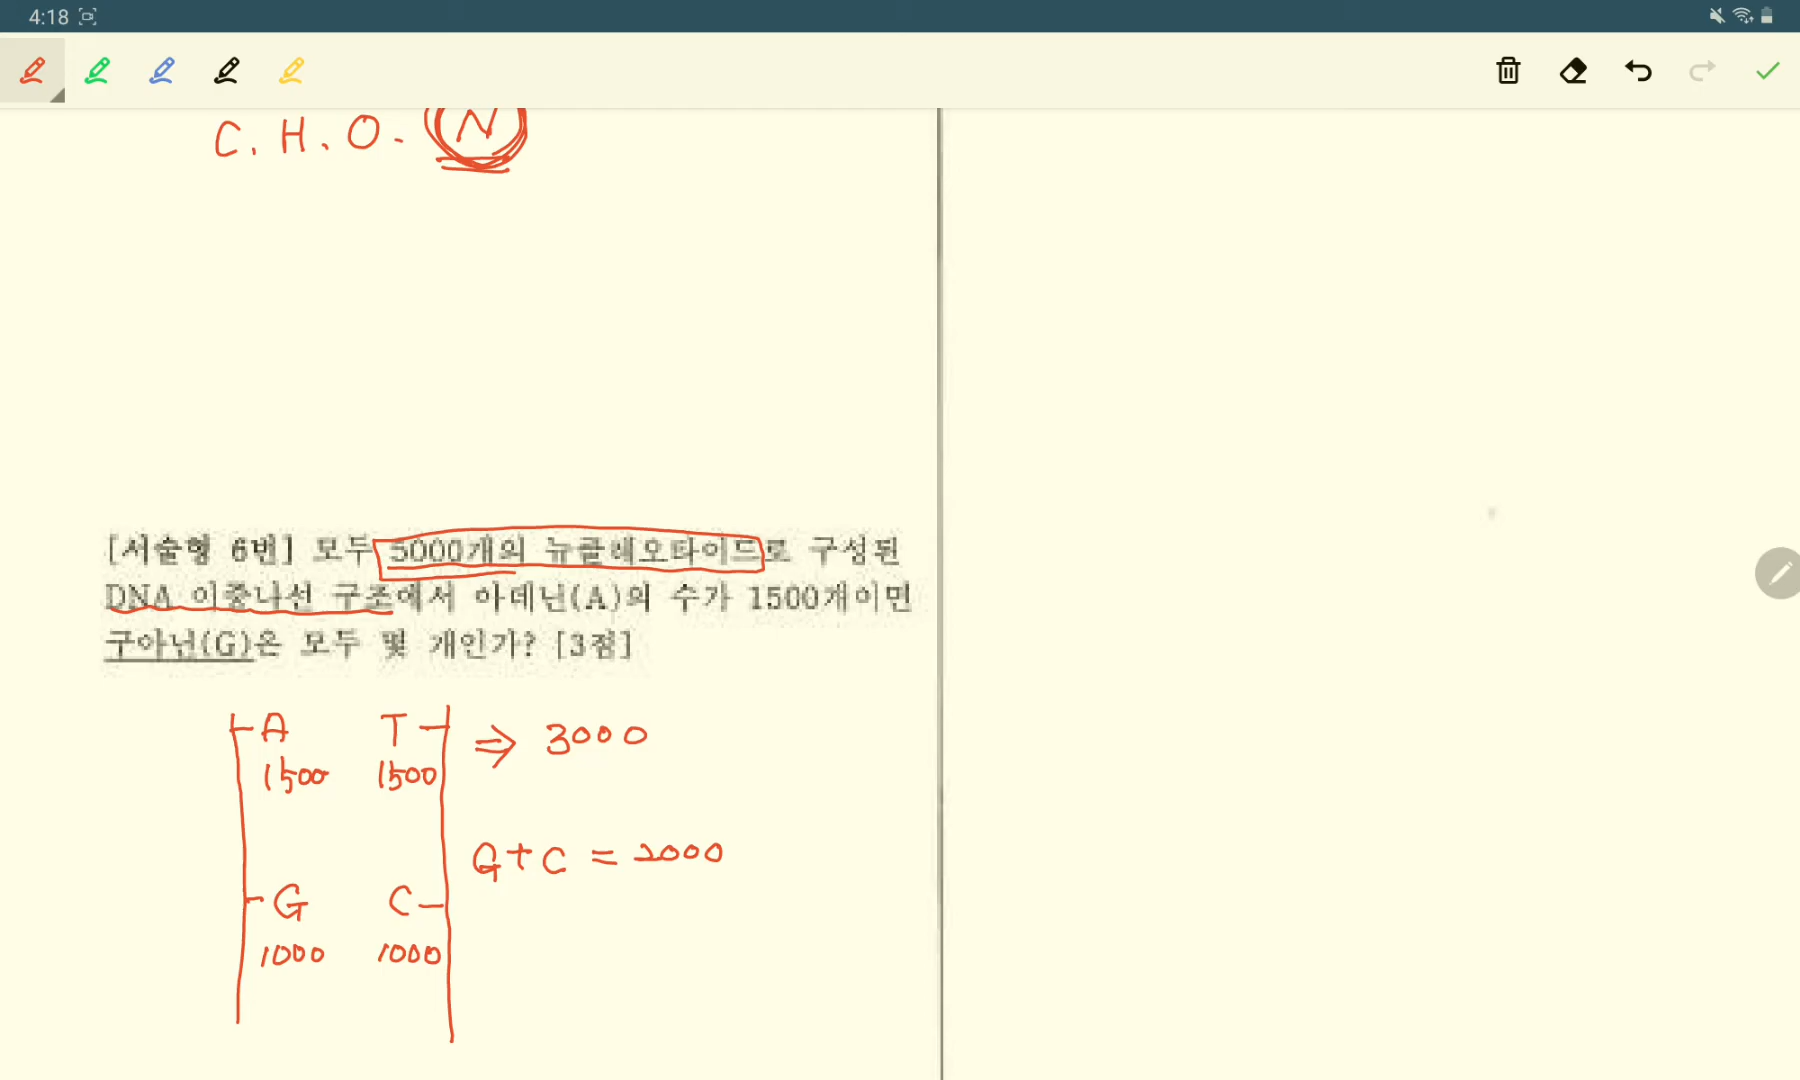 4:18
C. H. O. N
[서술형 6번] 모두 5000개의 뉴클레오타이드로 구성된
DNA 이중나선 구조에서 아데닌(A)의 수가 1500개이면
구아닌(G)은 모두 몇 개인가? [3점]
A T ⇒ 3000
1500 1500
G+C = 2000
G C
1000 1000